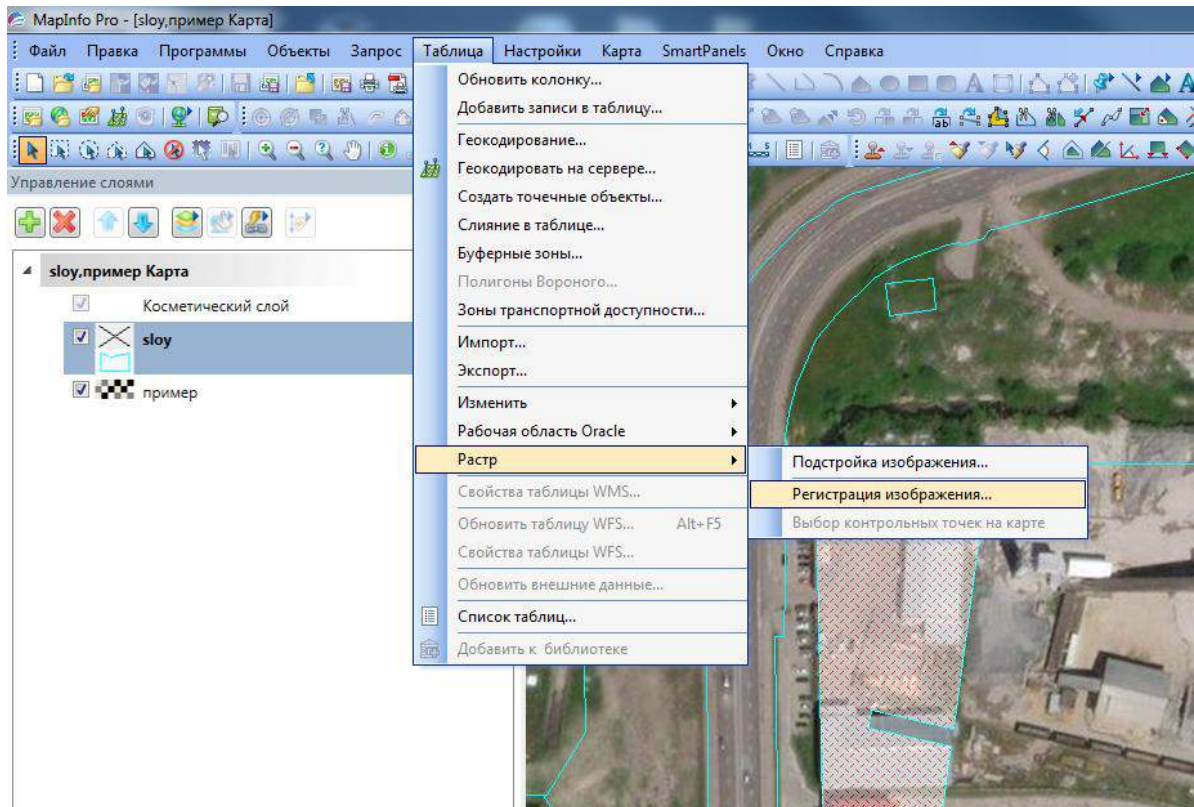 MapInfo Pro - [sloy,пример Карта]
Файл Правка Программы Объекты Запрос Таблица Настройки Карта SmartPanels Окно Справка
Управление слоями
sloy,пример Карта
Косметический слой
sloy
пример
Обновить колонку...
Добавить записи в таблицу...
Геокодирование...
Геокодировать на сервере...
Создать точечные объекты...
Слияние в таблице...
Буферные зоны...
Полигоны Вороного...
Зоны транспортной доступности...
Импорт...
Экспорт...
Изменить
Рабочая область Oracle
Растр
Свойства таблицы WMS...
Обновить таблицу WFS... Alt+F5
Свойства таблицы WFS...
Обновить внешние данные...
Список таблиц...
Добавить к библиотеке
Подстройка изображения...
Регистрация изображения...
Выбор контрольных точек на карте